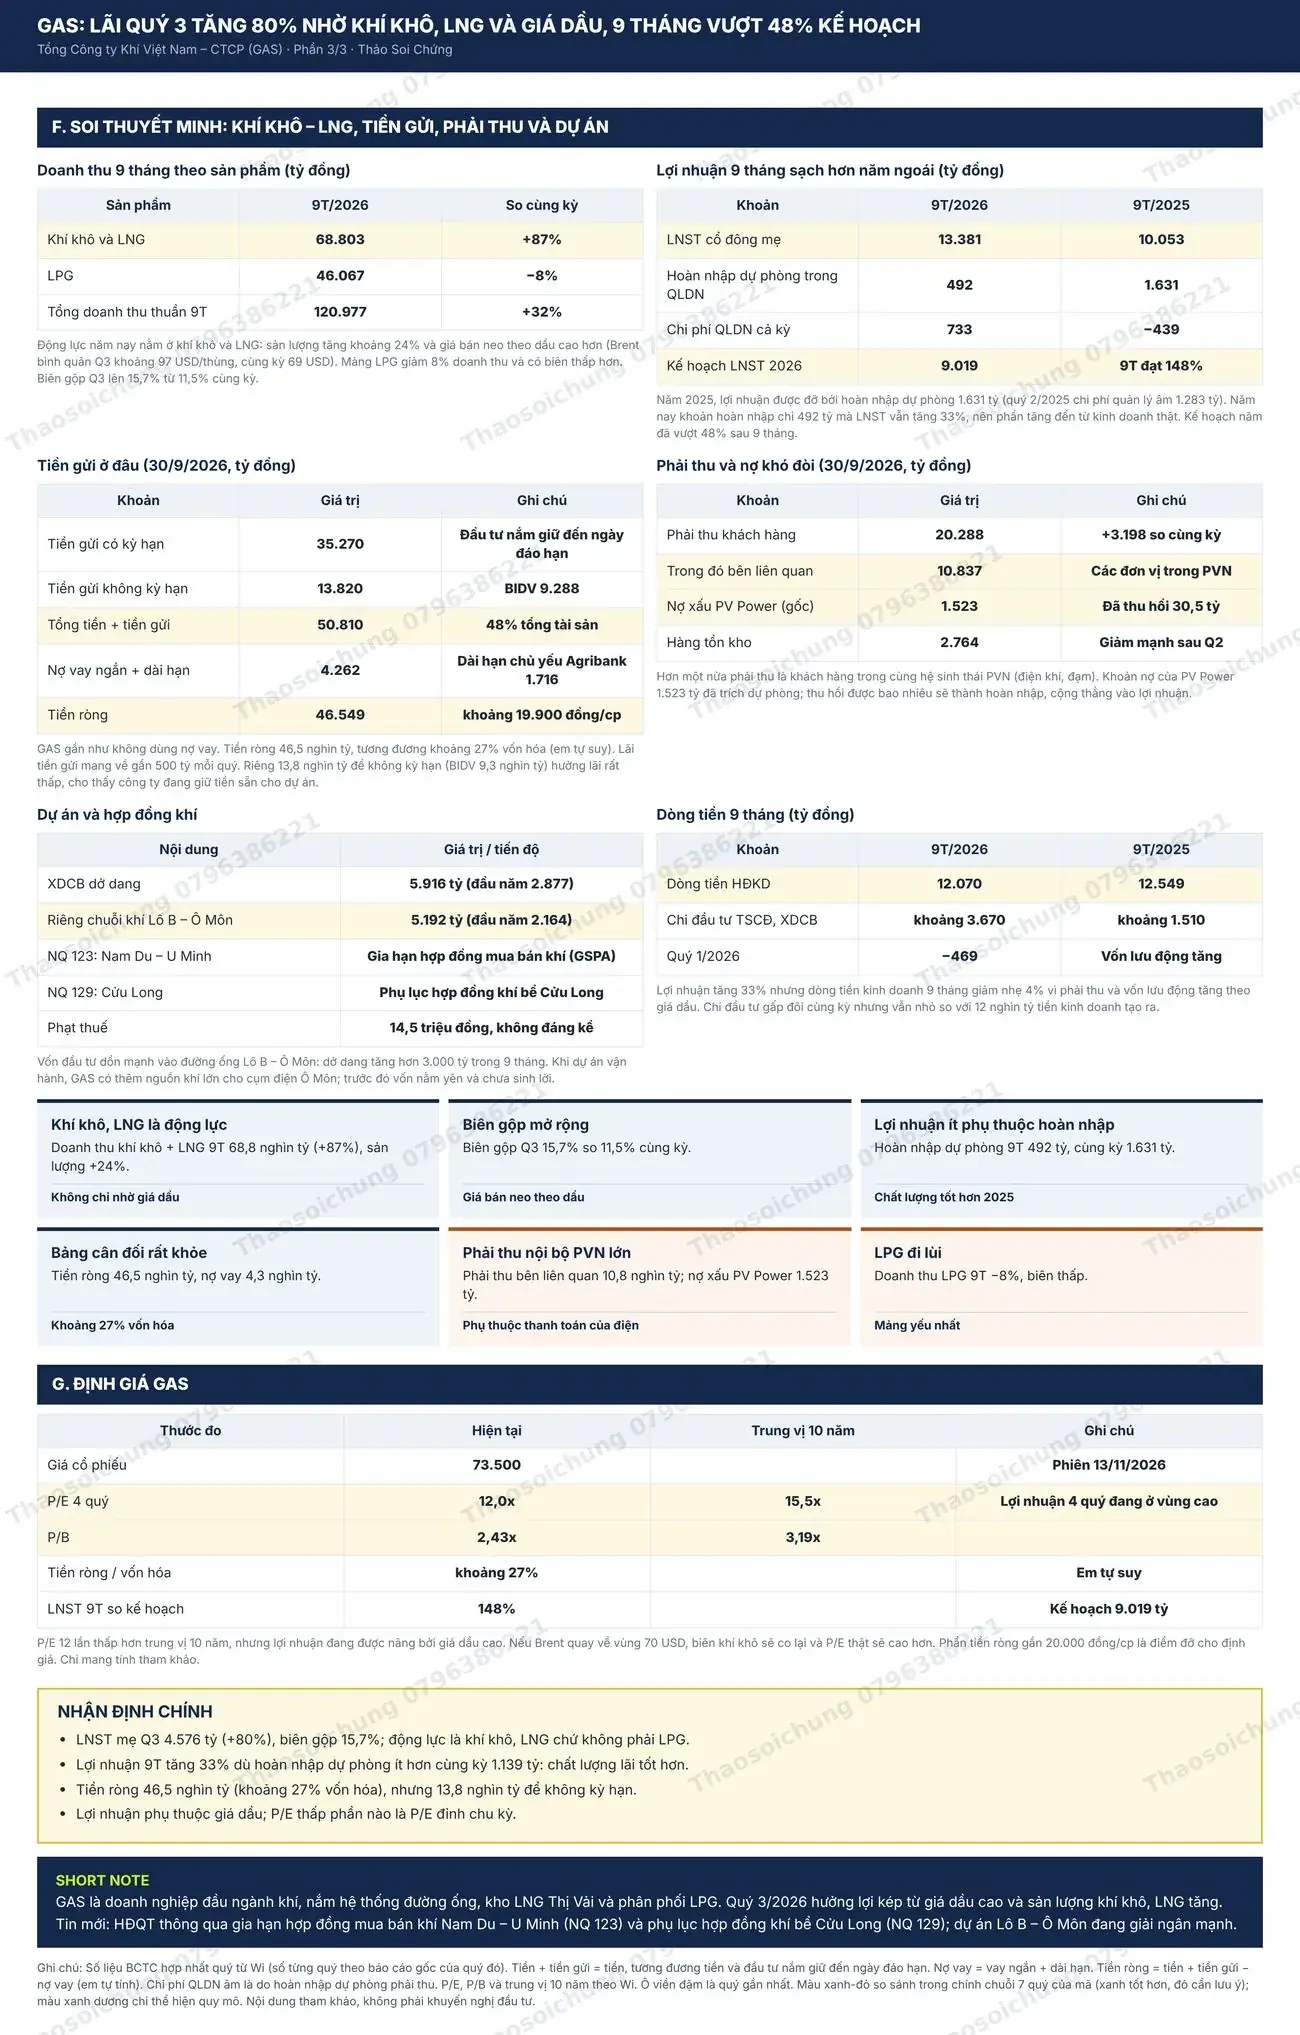 GAS: LÃI QUÝ 3 TĂNG 80% NHỜ KHÍ KHÔ, LNG VÀ GIÁ DẦU, 9 THÁNG VƯỢT 48% KẾ HOẠCH
Tổng Công ty Khí Việt Nam – CTCP (GAS) · Phần 3/3 · Thảo Soi Chứng
F. SOI THUYẾT MINH: KHÍ KHÔ – LNG, TIỀN GỬI, PHẢI THU VÀ DỰ ÁN
Doanh thu 9 tháng theo sản phẩm (tỷ đồng)
Sản phẩm 9T/2026 So cùng kỳ
Khí khô và LNG 68.803 +87%
LPG 46.067 −8%
Tổng doanh thu thuần 9T 120.977 +32%
Động lực năm nay nằm ở khí khô và LNG: sản lượng tăng khoảng 24% và giá bán neo theo dầu cao hơn (Brent
bình quân Q3 khoảng 97 USD/thùng, cùng kỳ 69 USD). Mảng LPG giảm 8% doanh thu và có biên thấp hơn.
Biên gộp Q3 lên 15,7% từ 11,5% cùng kỳ.
Lợi nhuận 9 tháng sạch hơn năm ngoái (tỷ đồng)
Khoản 9T/2026 9T/2025
LNST cổ đông mẹ 13.381 10.053
Hoàn nhập dự phòng trong
QLDN 492 1.631
Chi phí QLDN cả kỳ 733 −439
Kế hoạch LNST 2026 9.019 9T đạt 148%
Năm 2025, lợi nhuận được đỡ bởi hoàn nhập dự phòng 1.631 tỷ (quý 2/2025 chi phí quản lý âm 1.283 tỷ). Năm
nay khoản hoàn nhập chỉ 492 tỷ mà LNST vẫn tăng 33%, nên phần tăng đến từ kinh doanh thật. Kế hoạch năm
đã vượt 48% sau 9 tháng.
Tiền gửi ở đâu (30/9/2026, tỷ đồng)
Khoản Giá trị Ghi chú
Tiền gửi có kỳ hạn 35.270 Đầu tư nắm giữ đến ngày
đáo hạn
Tiền gửi không kỳ hạn 13.820 BIDV 9.288
Tổng tiền + tiền gửi 50.810 48% tổng tài sản
Nợ vay ngắn + dài hạn 4.262 Dài hạn chủ yếu Agribank
1.716
Tiền ròng 46.549 khoảng 19.900 đồng/cp
GAS gần như không dùng nợ vay. Tiền ròng 46,5 nghìn tỷ, tương đương khoảng 27% vốn hóa (em tự suy). Lãi
tiền gửi mang về gần 500 tỷ mỗi quý. Riêng 13,8 nghìn tỷ để không kỳ hạn (BIDV 9,3 nghìn tỷ) hưởng lãi rất
thấp, cho thấy công ty đang giữ tiền sẵn cho dự án.
Phải thu và nợ khó đòi (30/9/2026, tỷ đồng)
Khoản Giá trị Ghi chú
Phải thu khách hàng 20.288 +3.198 so cùng kỳ
Trong đó bên liên quan 10.837 Các đơn vị trong PVN
Nợ xấu PV Power (gốc) 1.523 Đã thu hồi 30,5 tỷ
Hàng tồn kho 2.764 Giảm mạnh sau Q2
Hơn một nửa phải thu là khách hàng trong cùng hệ sinh thái PVN (điện khí, đạm). Khoản nợ của PV Power
1.523 tỷ đã trích dự phòng; thu hồi được bao nhiêu sẽ thành hoàn nhập, cộng thẳng vào lợi nhuận.
Dự án và hợp đồng khí
Nội dung Giá trị / tiến độ
XDCB dở dang 5.916 tỷ (đầu năm 2.877)
Riêng chuỗi khí Lô B – Ô Môn 5.192 tỷ (đầu năm 2.164)
NQ 123: Nam Du – U Minh Gia hạn hợp đồng mua bán khí (GSPA)
NQ 129: Cửu Long Phụ lục hợp đồng khí bể Cửu Long
Phạt thuế 14,5 triệu đồng, không đáng kể
Vốn đầu tư dồn mạnh vào đường ống Lô B – Ô Môn: dở dang tăng hơn 3.000 tỷ trong 9 tháng. Khi dự án vận
hành, GAS có thêm nguồn khí lớn cho cụm điện Ô Môn; trước đó vốn nằm yên và chưa sinh lời.
Dòng tiền 9 tháng (tỷ đồng)
Khoản 9T/2026 9T/2025
Dòng tiền HĐKD 12.070 12.549
Chi đầu tư TSCĐ, XDCB khoảng 3.670 khoảng 1.510
Quý 1/2026 −469 Vốn lưu động tăng
Lợi nhuận tăng 33% nhưng dòng tiền kinh doanh 9 tháng giảm nhẹ 4% vì phải thu và vốn lưu động tăng theo
giá dầu. Chi đầu tư gấp đôi cùng kỳ nhưng vẫn nhỏ so với 12 nghìn tỷ tiền kinh doanh tạo ra.
Khí khô, LNG là động lực
Doanh thu khí khô + LNG 9T 68,8 nghìn tỷ (+87%), sản
lượng +24%.
Không chỉ nhờ giá dầu
Biên gộp mở rộng
Biên gộp Q3 15,7% so 11,5% cùng kỳ.
Giá bán neo theo dầu
Lợi nhuận ít phụ thuộc hoàn nhập
Hoàn nhập dự phòng 9T 492 tỷ, cùng kỳ 1.631 tỷ.
Chất lượng tốt hơn 2025
Bảng cân đối rất khỏe
Tiền ròng 46,5 nghìn tỷ, nợ vay 4,3 nghìn tỷ.
Khoảng 27% vốn hóa
Phải thu nội bộ PVN lớn
Phải thu bên liên quan 10,8 nghìn tỷ; nợ xấu PV Power 1.523
tỷ.
Phụ thuộc thanh toán của điện
LPG đi lùi
Doanh thu LPG 9T −8%, biên thấp.
Mảng yếu nhất
G. ĐỊNH GIÁ GAS
Thước đo Hiện tại Trung vị 10 năm Ghi chú
Giá cổ phiếu 73.500 Phiên 13/11/2026
P/E 4 quý 12,0x 15,5x Lợi nhuận 4 quý đang ở vùng cao
P/B 2,43x 3,19x
Tiền ròng / vốn hóa khoảng 27% Em tự suy
LNST 9T so kế hoạch 148% Kế hoạch 9.019 tỷ
P/E 12 lần thấp hơn trung vị 10 năm, nhưng lợi nhuận đang được nâng bởi giá dầu cao. Nếu Brent quay về vùng 70 USD, biên khí khô sẽ co lại và P/E thật sẽ cao hơn. Phần tiền ròng gần 20.000 đồng/cp là điểm đỡ cho định
giá. Chỉ mang tính tham khảo.
NHẬN ĐỊNH CHÍNH
• LNST mẹ Q3 4.576 tỷ (+80%), biên gộp 15,7%; động lực là khí khô, LNG chứ không phải LPG.
• Lợi nhuận 9T tăng 33% dù hoàn nhập dự phòng ít hơn cùng kỳ 1.139 tỷ: chất lượng lãi tốt hơn.
• Tiền ròng 46,5 nghìn tỷ (khoảng 27% vốn hóa), nhưng 13,8 nghìn tỷ để không kỳ hạn.
• Lợi nhuận phụ thuộc giá dầu; P/E thấp phần nào là P/E đỉnh chu kỳ.
SHORT NOTE
GAS là doanh nghiệp đầu ngành khí, nắm hệ thống đường ống, kho LNG Thị Vải và phân phối LPG. Quý 3/2026 hưởng lợi kép từ giá dầu cao và sản lượng khí khô, LNG tăng.
Tin mới: HĐQT thông qua gia hạn hợp đồng mua bán khí Nam Du – U Minh (NQ 123) và phụ lục hợp đồng khí bể Cửu Long (NQ 129); dự án Lô B – Ô Môn đang giải ngân mạnh.
Ghi chú: Số liệu BCTC hợp nhất quý từ Wi (số từng quý theo báo cáo gốc của quý đó). Tiền + tiền gửi = tiền, tương đương tiền và đầu tư nắm giữ đến ngày đáo hạn. Nợ vay = vay ngắn + dài hạn. Tiền ròng = tiền + tiền gửi −
nợ vay (em tự tính). Chi phí QLDN âm là do hoàn nhập dự phòng phải thu. P/E, P/B và trung vị 10 năm theo Wi. Ô viền đậm là quý gần nhất. Màu xanh-đỏ so sánh trong chính chuỗi 7 quý của mã (xanh tốt hơn, đỏ cần lưu ý);
màu xanh dương chỉ thể hiện quy mô. Nội dung tham khảo, không phải khuyến nghị đầu tư.
Thaosoichung 0796386221